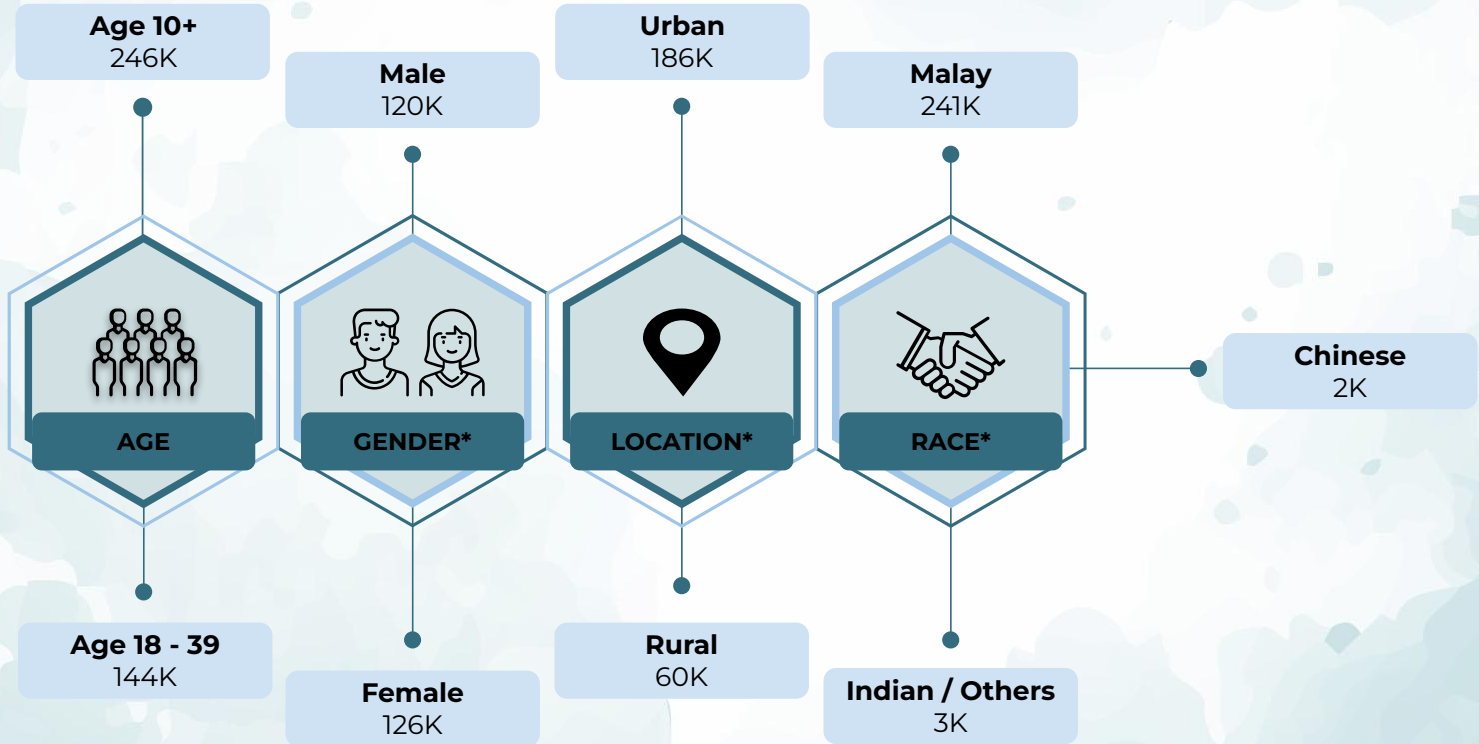 Age 10+
246K
AGE
Age 18 - 39
144K
Male
120K
GENDER*
Female
126K
Urban
186K
LOCATION*
Rural
60K
Malay
241K
RACE*
Chinese
2K
Indian / Others
3K